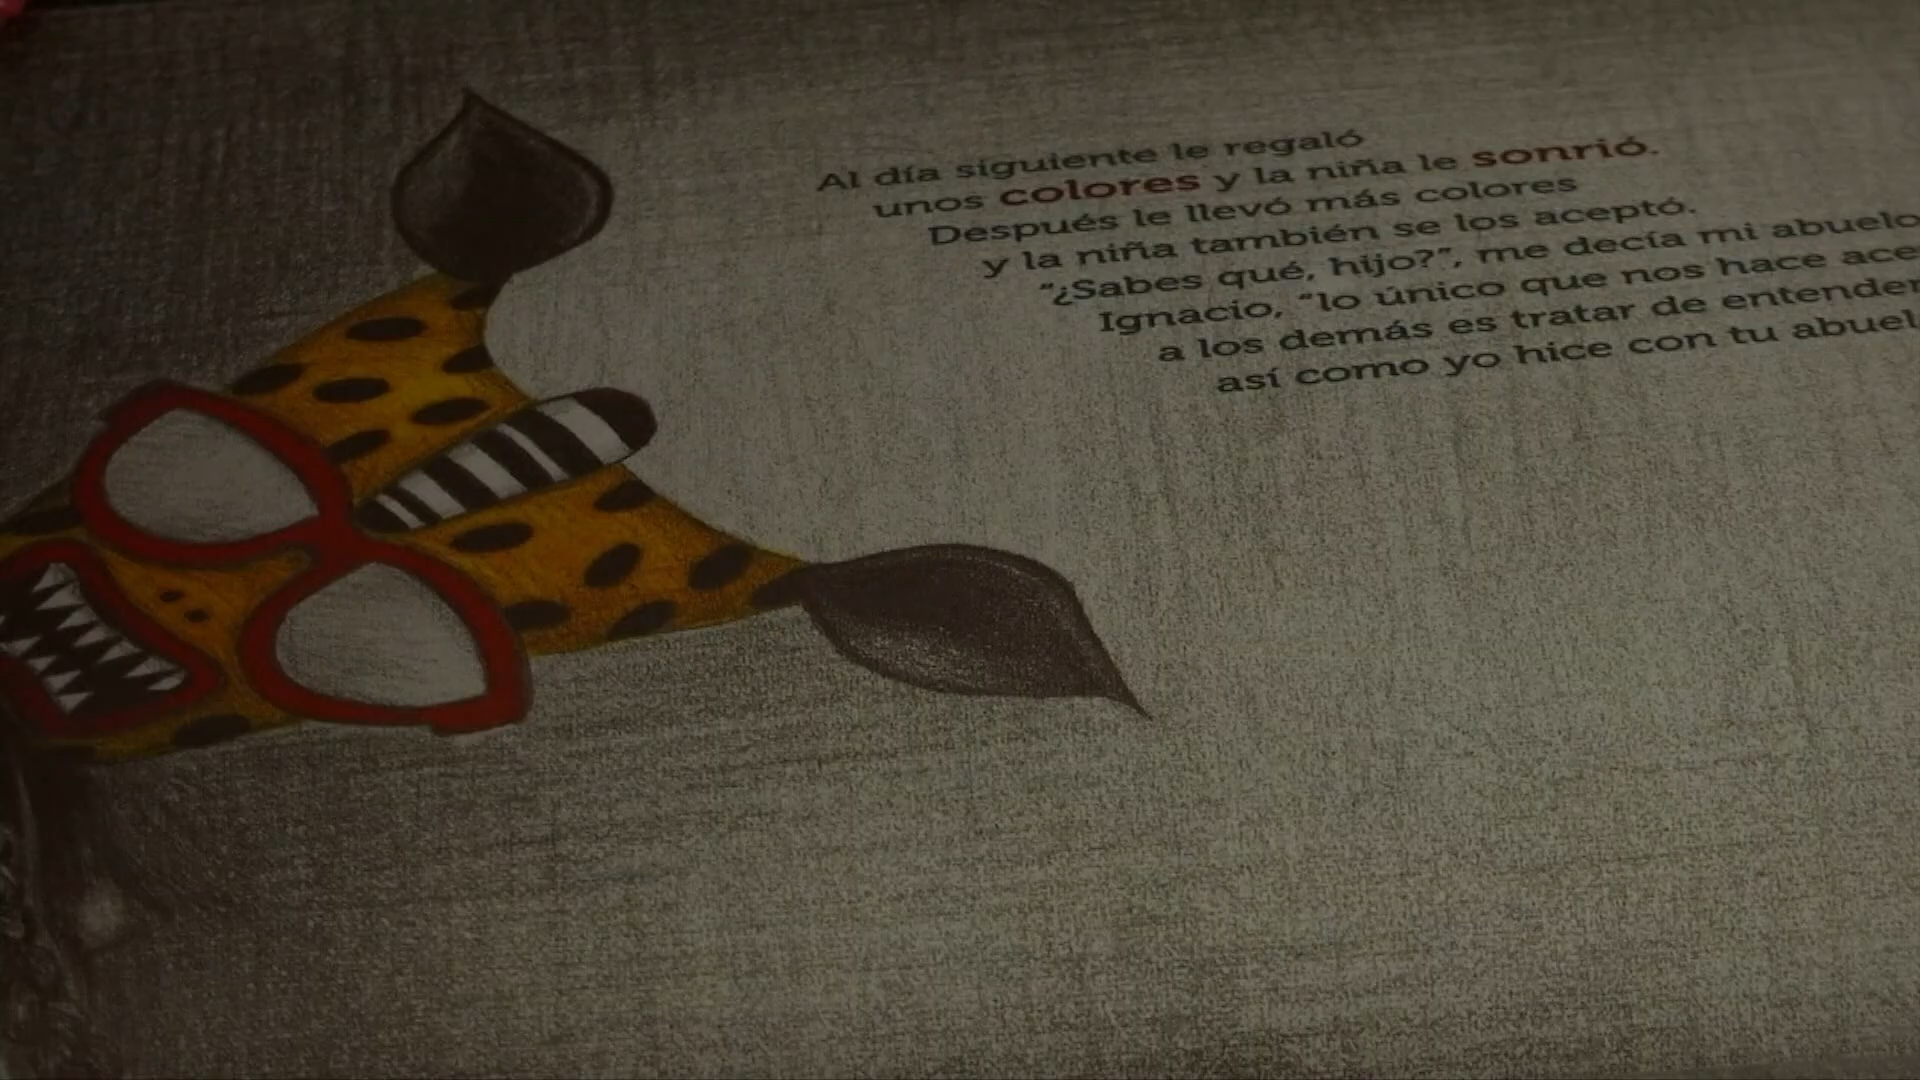 Al día siguiente le regaló
unos colores y la niña le sonrió.
Después le llevó más colores
y la niña también se los aceptó.
"¿Sabes qué, hijo?", me decía mi abuelo
Ignacio, "lo único que nos hace
a los demás es tratar de entender
así como yo hice con tu